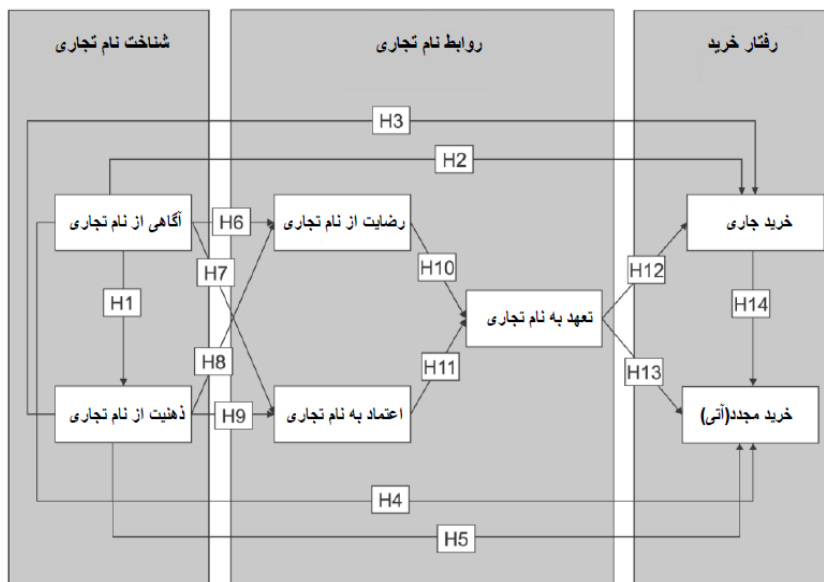 شناخت نام تجاری
روابط نام تجاری
رفتار خرید
H3
H2
آگاهی از نام تجاری
H6
رضایت از نام تجاری
خرید جاری
H7
H10
H12
H1
تعهد به نام تجاری
H14
H8
H11
H13
ذهنیت از نام تجاری
H9
اعتماد به نام تجاری
خرید مجدد(آتی)
H4
H5